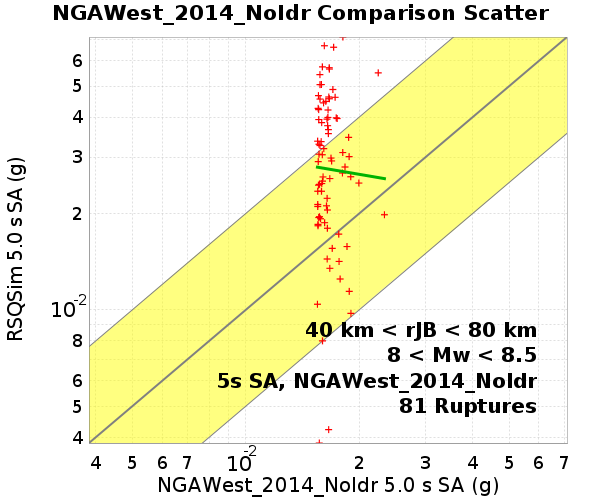 NGAWest_2014_NoIdr Comparison Scatter
RSQSim 5.0 s SA (g)
6
5
4
3
2
10^-2
8
6
5
4
40 km < rJB < 80 km
8 < Mw < 8.5
5s SA, NGAWest_2014_NoIdr
81 Ruptures
4 5 6 7 10^-2 2 3 4 5 6 7
NGAWest_2014_NoIdr 5.0 s SA (g)